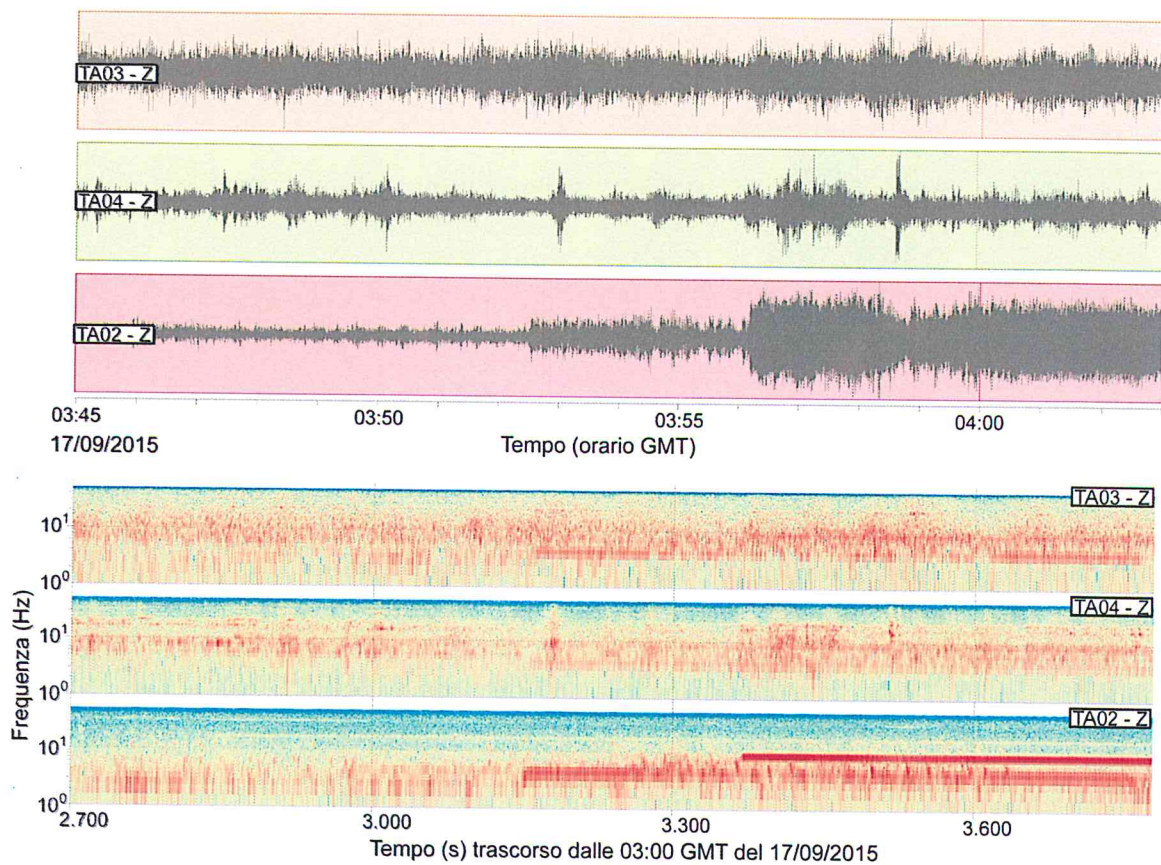 TA03 - Z
TA04 - Z
TA02 - Z
03:45 03:50 03:55 04:00
17/09/2015 Tempo (orario GMT)
TA03 - Z
10¹
10⁰
TA04 - Z
10¹
10⁰
TA02 - Z
10¹
10⁰
Frequenza (Hz)
2.700 3.000 3.300 3.600
Tempo (s) trascorso dalle 03:00 GMT del 17/09/2015